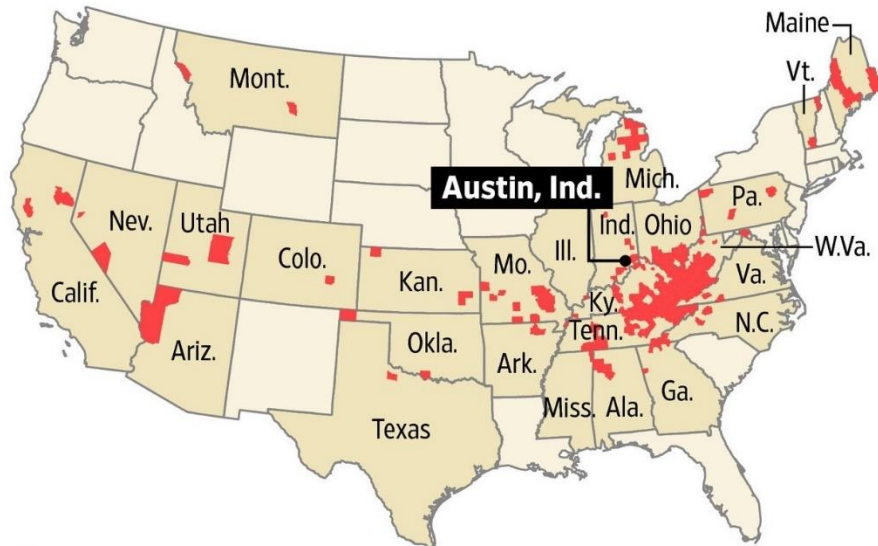 Maine
Vt.
Mont.
Mich.
Pa.
Austin, Ind.
Nev.
Utah
Ind.
Ohio
W.Va.
Colo.
Ill.
Kan.
Mo.
Va.
Calif.
Ky.
N.C.
Tenn.
Ariz.
Okla.
Ark.
Ga.
Miss.
Ala.
Texas